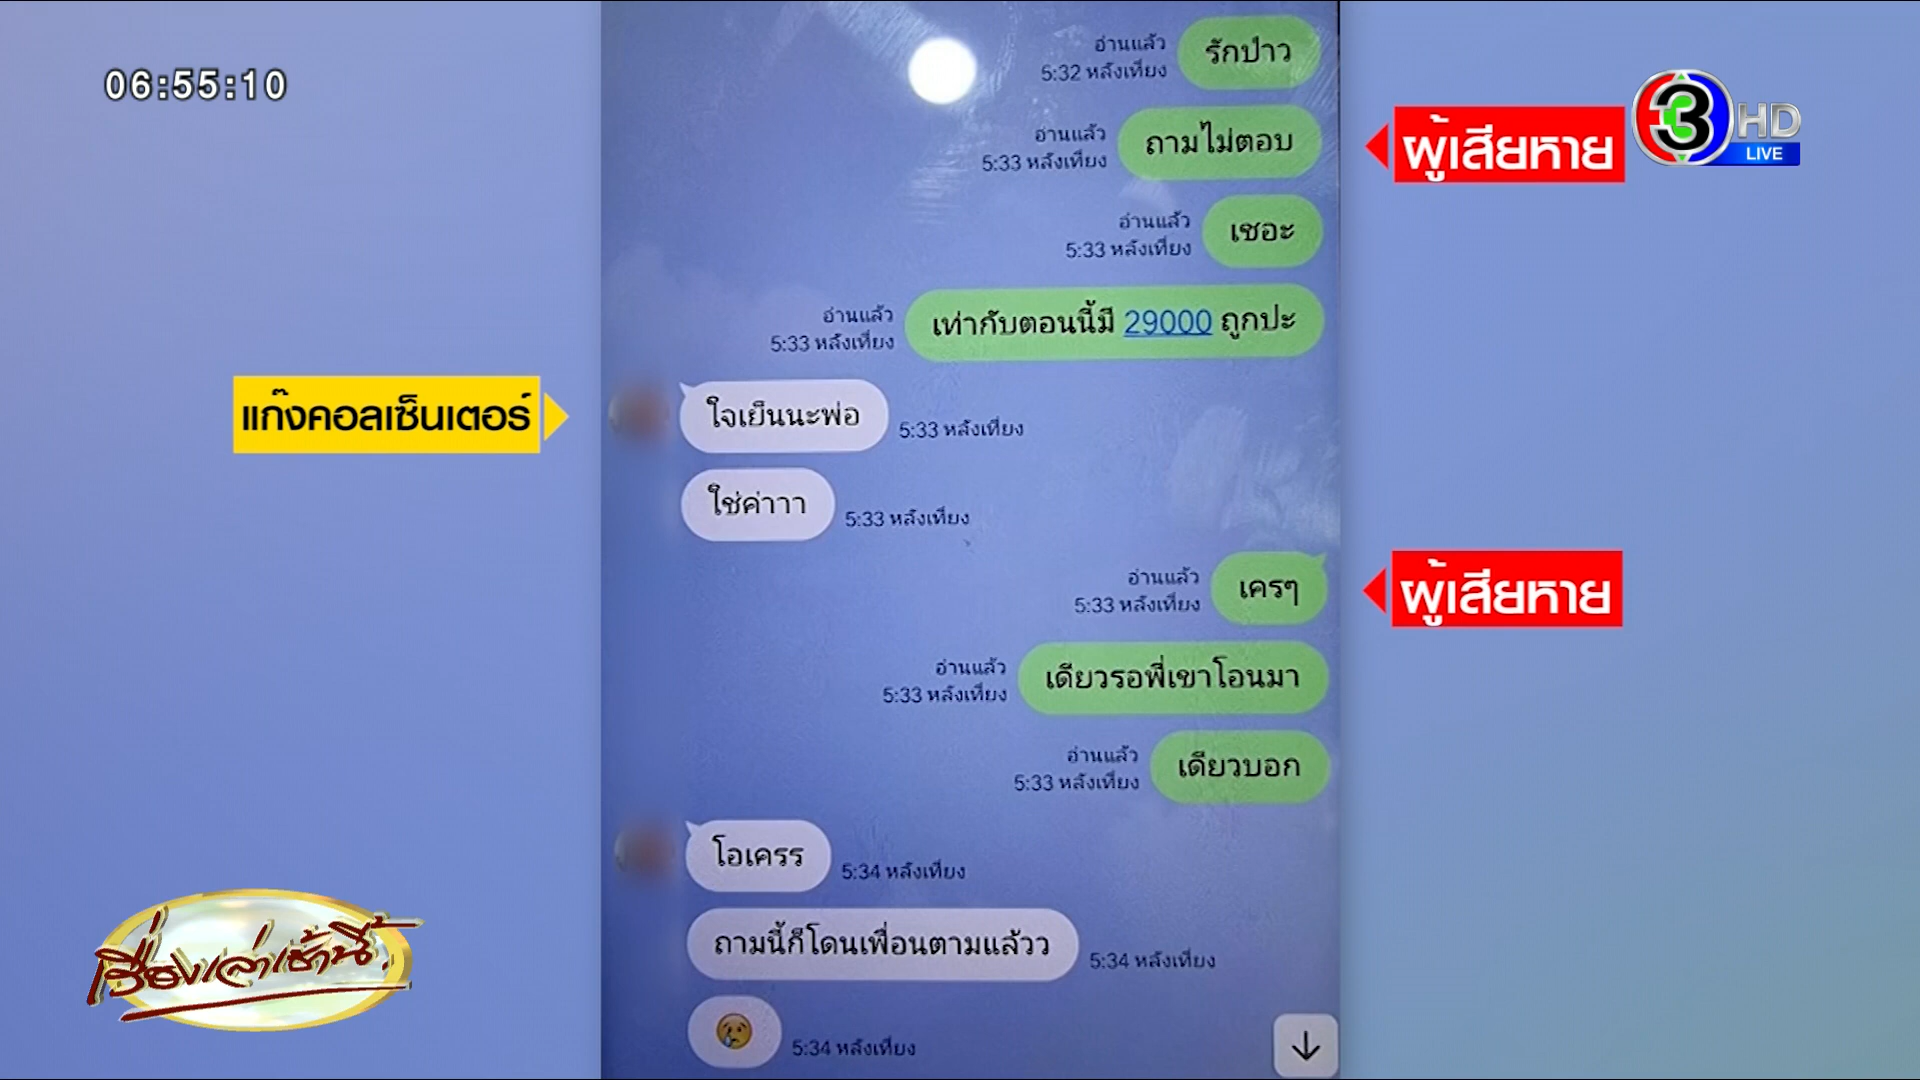 06:55:10
3 HD
LIVE
อ่านแล้ว
5:32 หลังเที่ยง
รักป่าว
ผู้เสียหาย
อ่านแล้ว
5:33 หลังเที่ยง
ถามไม่ตอบ
อ่านแล้ว
5:33 หลังเที่ยง
เชอะ
อ่านแล้ว
5:33 หลังเที่ยง
เท่ากับตอนนี้มี 29000 ถูกปะ
แก๊งคอลเซ็นเตอร์
ใจเย็นนะพ่อ
5:33 หลังเที่ยง
ใช่ค่าาา
5:33 หลังเที่ยง
อ่านแล้ว
5:33 หลังเที่ยง
เครๆ
ผู้เสียหาย
อ่านแล้ว
5:33 หลังเที่ยง
เดียวรอพี่เขาโอนมา
อ่านแล้ว
5:33 หลังเที่ยง
เดียวบอก
โอเครร
5:34 หลังเที่ยง
ถามนี้ก็โดนเพื่อนตามแล้วว
5:34 หลังเที่ยง
😢
5:34 หลังเที่ยง
เรื่องเล่าเช้านี้